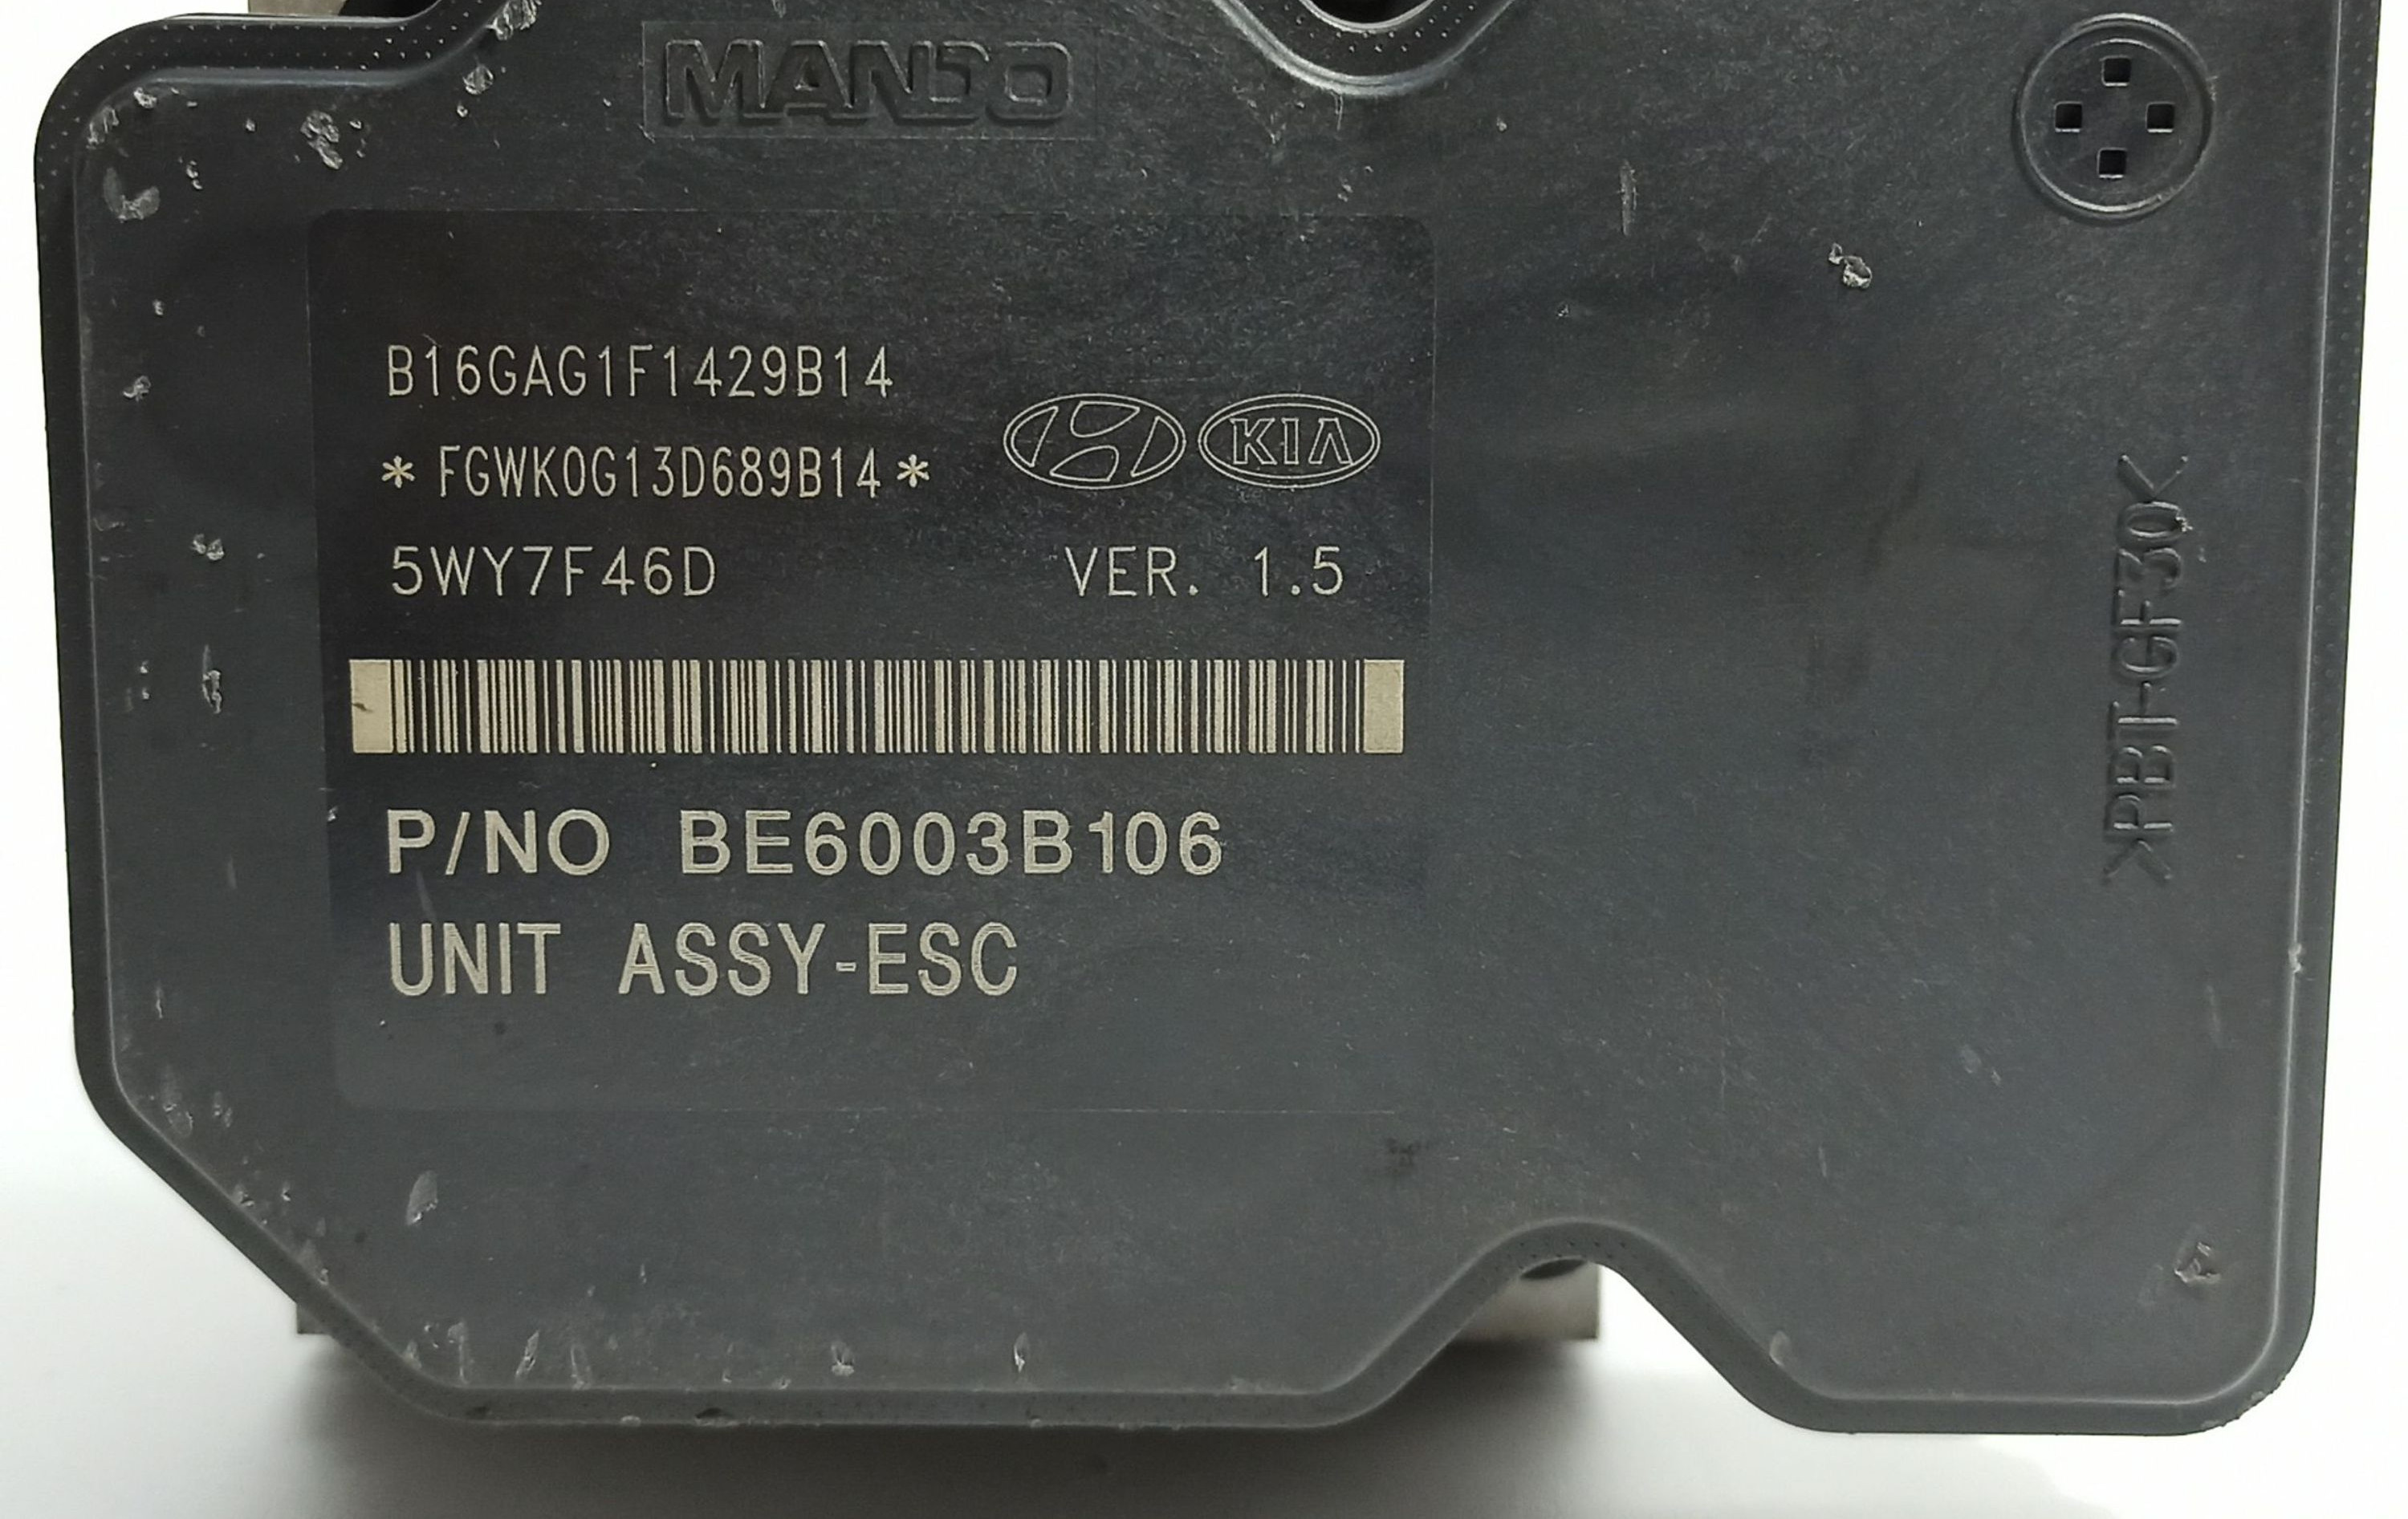 MANDO
B16GAG1F1429B14
*FGWK0G13D689B14*
KIA
5WY7F46D VER. 1.5
P/NO BE6003B106
UNIT ASSY-ESC
>PBT-GF30<